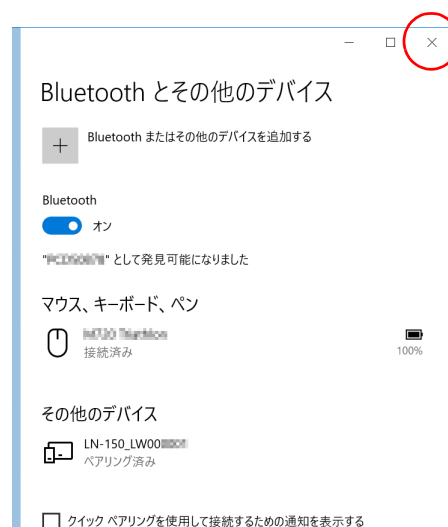 Bluetooth とその他のデバイス
Bluetooth またはその他のデバイスを追加する
Bluetooth
オン
" " として発見可能になりました
マウス、キーボード、ペン
接続済み
100%
その他のデバイス
LN-150_LW00
ペアリング済み
クイック ペアリングを使用して接続するための通知を表示する